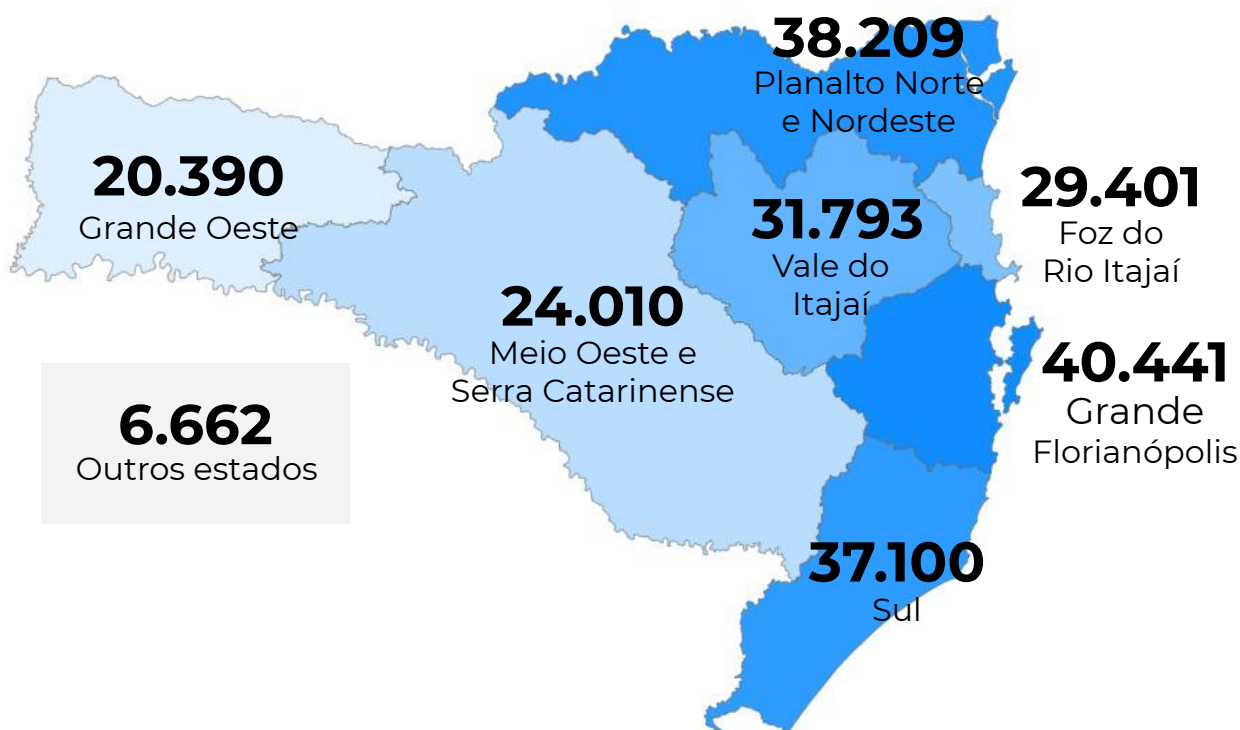 38.209
Planalto Norte
e Nordeste
20.390
Grande Oeste
29.401
Foz do
Rio Itajaí
31.793
Vale do
Itajaí
24.010
Meio Oeste e
Serra Catarinense
40.441
Grande
Florianópolis
6.662
Outros estados
37.100
Sul